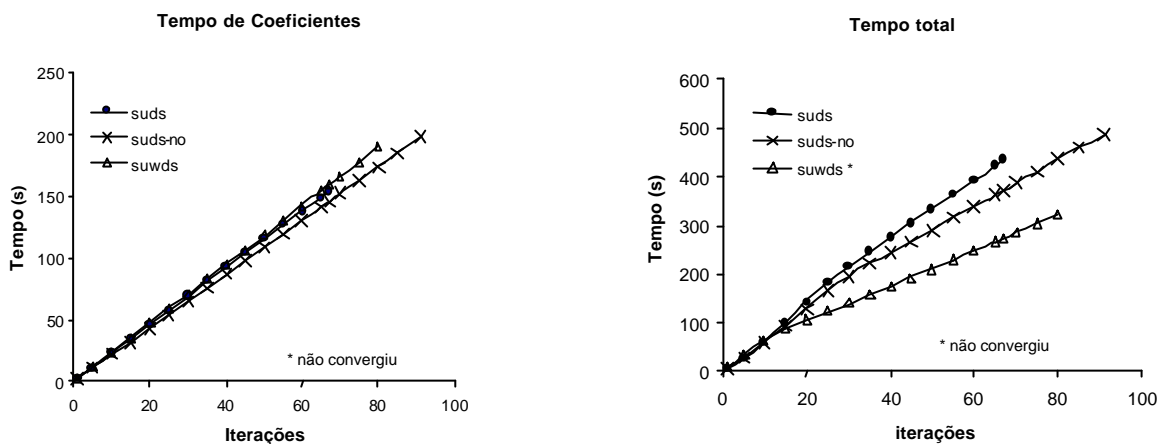 Tempo de Coeficientes
250
200
150
100
50
0
0 20 40 60 80 100
Tempo (s)
Iterações
suds
suds-no
suwds
* não convergiu
Tempo total
600
500
400
300
200
100
0
0 20 40 60 80 100
Tempo (s)
iterações
suds
suds-no
suwds *
* não convergiu